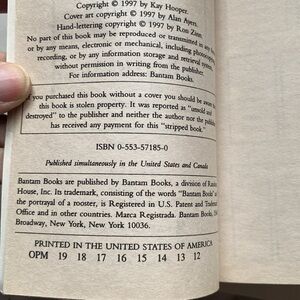 Copyright © 1997 by Kay Hooper.
Cover art copyright © 1997 by Alan Ayers.
Hand-lettering copyright © 1997 by Ron Zinn.
No part of this book may be reproduced or transmitted in any
or by any means, electronic or mechanical, including photocopying,
recording, or by any information storage and retrieval system,
without permission in writing from the publisher.
For information address: Bantam Books.
If you purchased this book without a cover you should be aware that
this book is stolen property. It was reported as "unsold and
destroyed" to the publisher and neither the author nor the publisher
has received any payment for this "stripped book."
ISBN 0-553-57185-0
Published simultaneously in the United States and Canada
Bantam Books are published by Bantam Books, a division of Random
House, Inc. Its trademark, consisting of the words "Bantam Books" and
the portrayal of a rooster, is Registered in U.S. Patent and Trademark
Office and in other countries. Marca Registrada. Bantam Books,
Broadway, New York, New York 10036.
PRINTED IN THE UNITED STATES OF AMERICA
OPM 19 18 17 16 15 14 13 12